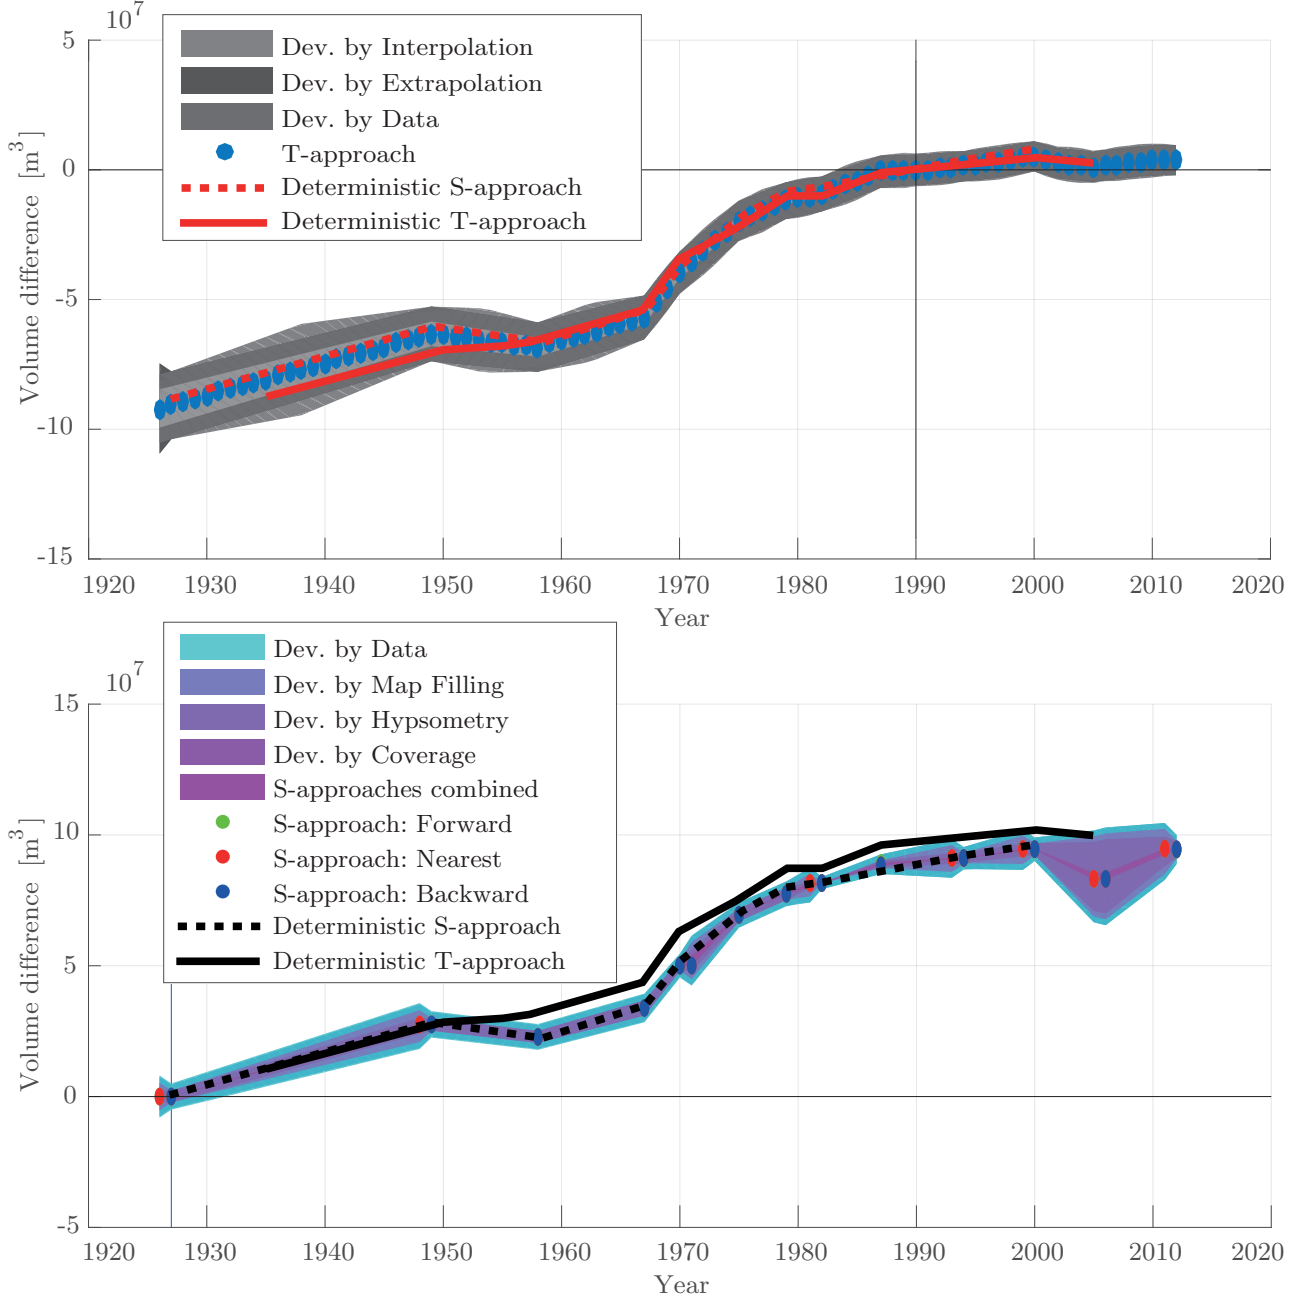 10^7
Dev. by Interpolation
Dev. by Extrapolation
Dev. by Data
T-approach
Deterministic S-approach
Deterministic T-approach
5
0
-5
-10
-15
Volume difference [m^3]
1920 1930 1940 1950 1960 1970 1980 1990 2000 2010 2020
Year
10^7
Dev. by Data
Dev. by Map Filling
Dev. by Hypsometry
Dev. by Coverage
S-approaches combined
S-approach: Forward
S-approach: Nearest
S-approach: Backward
Deterministic S-approach
Deterministic T-approach
15
10
5
0
-5
Volume difference [m^3]
1920 1930 1940 1950 1960 1970 1980 1990 2000 2010 2020
Year